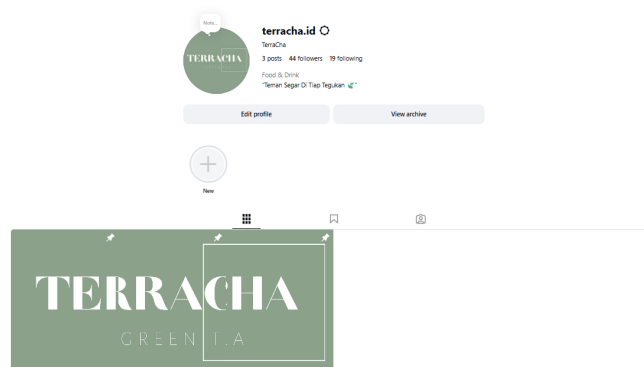 Note...
terracha.id
TERRACHA
TerraCha
3 posts 44 followers 19 following
Food & Drink
"Teman Segar Di Tiap Tegukan 🍃"
Edit profile
View archive
New
TERRACHA
GREEN T.A